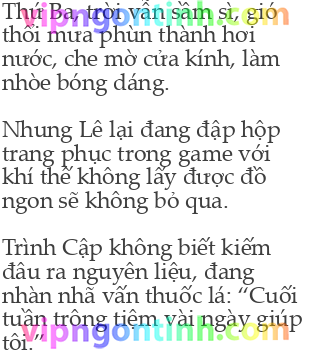 Thứ Ba, trời vẫn sầm sì, gió
vipngontinh.com
thổi mưa phùn thành hơi
nước, che mờ cửa kính, làm
nhòe bóng dáng.
Nhung Lê lại đang đập hộp
trang phục trong game với
khí thế không lấy được đồ
ngon sẽ không bỏ qua.
Trình Cập không biết kiếm
đâu ra nguyên liệu, đang
nhàn nhã vấn thuốc lá: “Cuối
tuần trông tiệm vài ngày giúp
vipngontinh.com
tôi.”